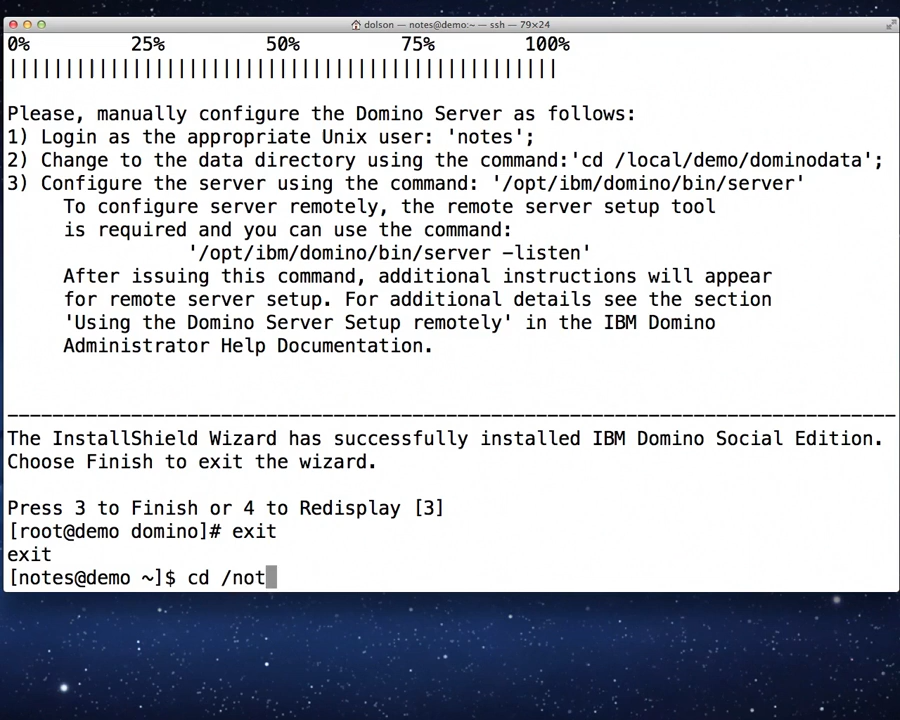 dolson — notes@demo:~ — ssh — 79×24
0% 25% 50% 75% 100%
|||||||||||||||||||||||||||||||||||||||||||||||||
Please, manually configure the Domino Server as follows:
1) Login as the appropriate Unix user: 'notes';
2) Change to the data directory using the command:'cd /local/demo/dominodata';
3) Configure the server using the command: '/opt/ibm/domino/bin/server'
To configure server remotely, the remote server setup tool
is required and you can use the command:
'/opt/ibm/domino/bin/server -listen'
After issuing this command, additional instructions will appear
for remote server setup. For additional details see the section
'Using the Domino Server Setup remotely' in the IBM Domino
Administrator Help Documentation.
-------------------------------------------------------------------------------
The InstallShield Wizard has successfully installed IBM Domino Social Edition.
Choose Finish to exit the wizard.
Press 3 to Finish or 4 to Redisplay [3]
[root@demo domino]# exit
exit
[notes@demo ~]$ cd /not